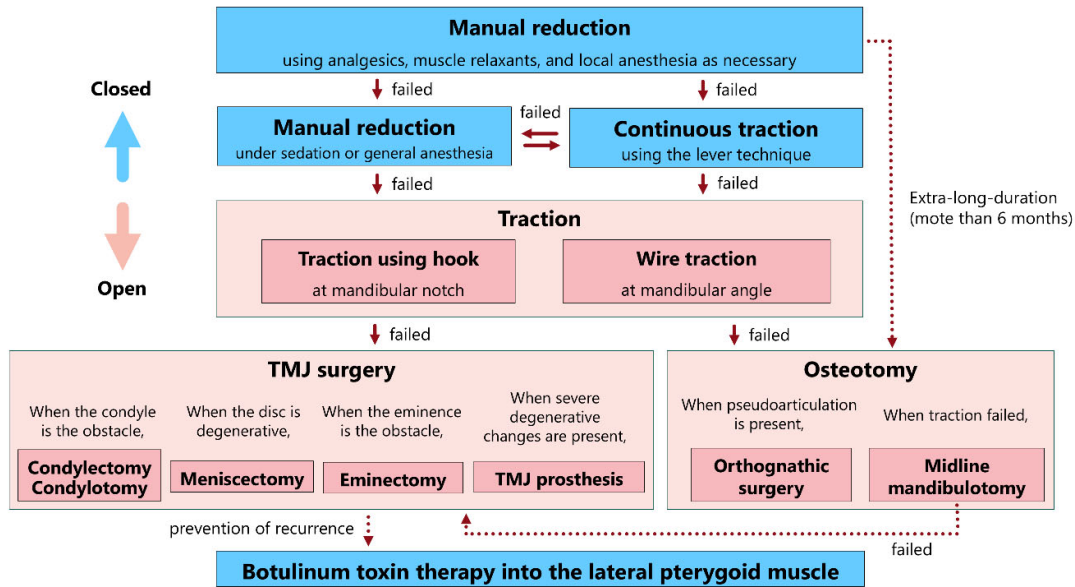 Manual reduction
using analgesics, muscle relaxants, and local anesthesia as necessary
Closed
failed
failed
failed
Manual reduction
under sedation or general anesthesia
Continuous traction
using the lever technique
failed
failed
Extra-long-duration
(mote than 6 months)
Traction
Traction using hook
at mandibular notch
Wire traction
at mandibular angle
Open
failed
failed
TMJ surgery
When the condyle
is the obstacle,
Condylectomy
Condylotomy
When the disc is
degenerative,
Meniscectomy
When the eminence
is the obstacle,
Eminectomy
When severe
degenerative
changes are present,
TMJ prosthesis
Osteotomy
When pseudoarticulation
is present,
Orthognathic
surgery
When traction failed,
Midline
mandibulotomy
prevention of recurrence
failed
Botulinum toxin therapy into the lateral pterygoid muscle